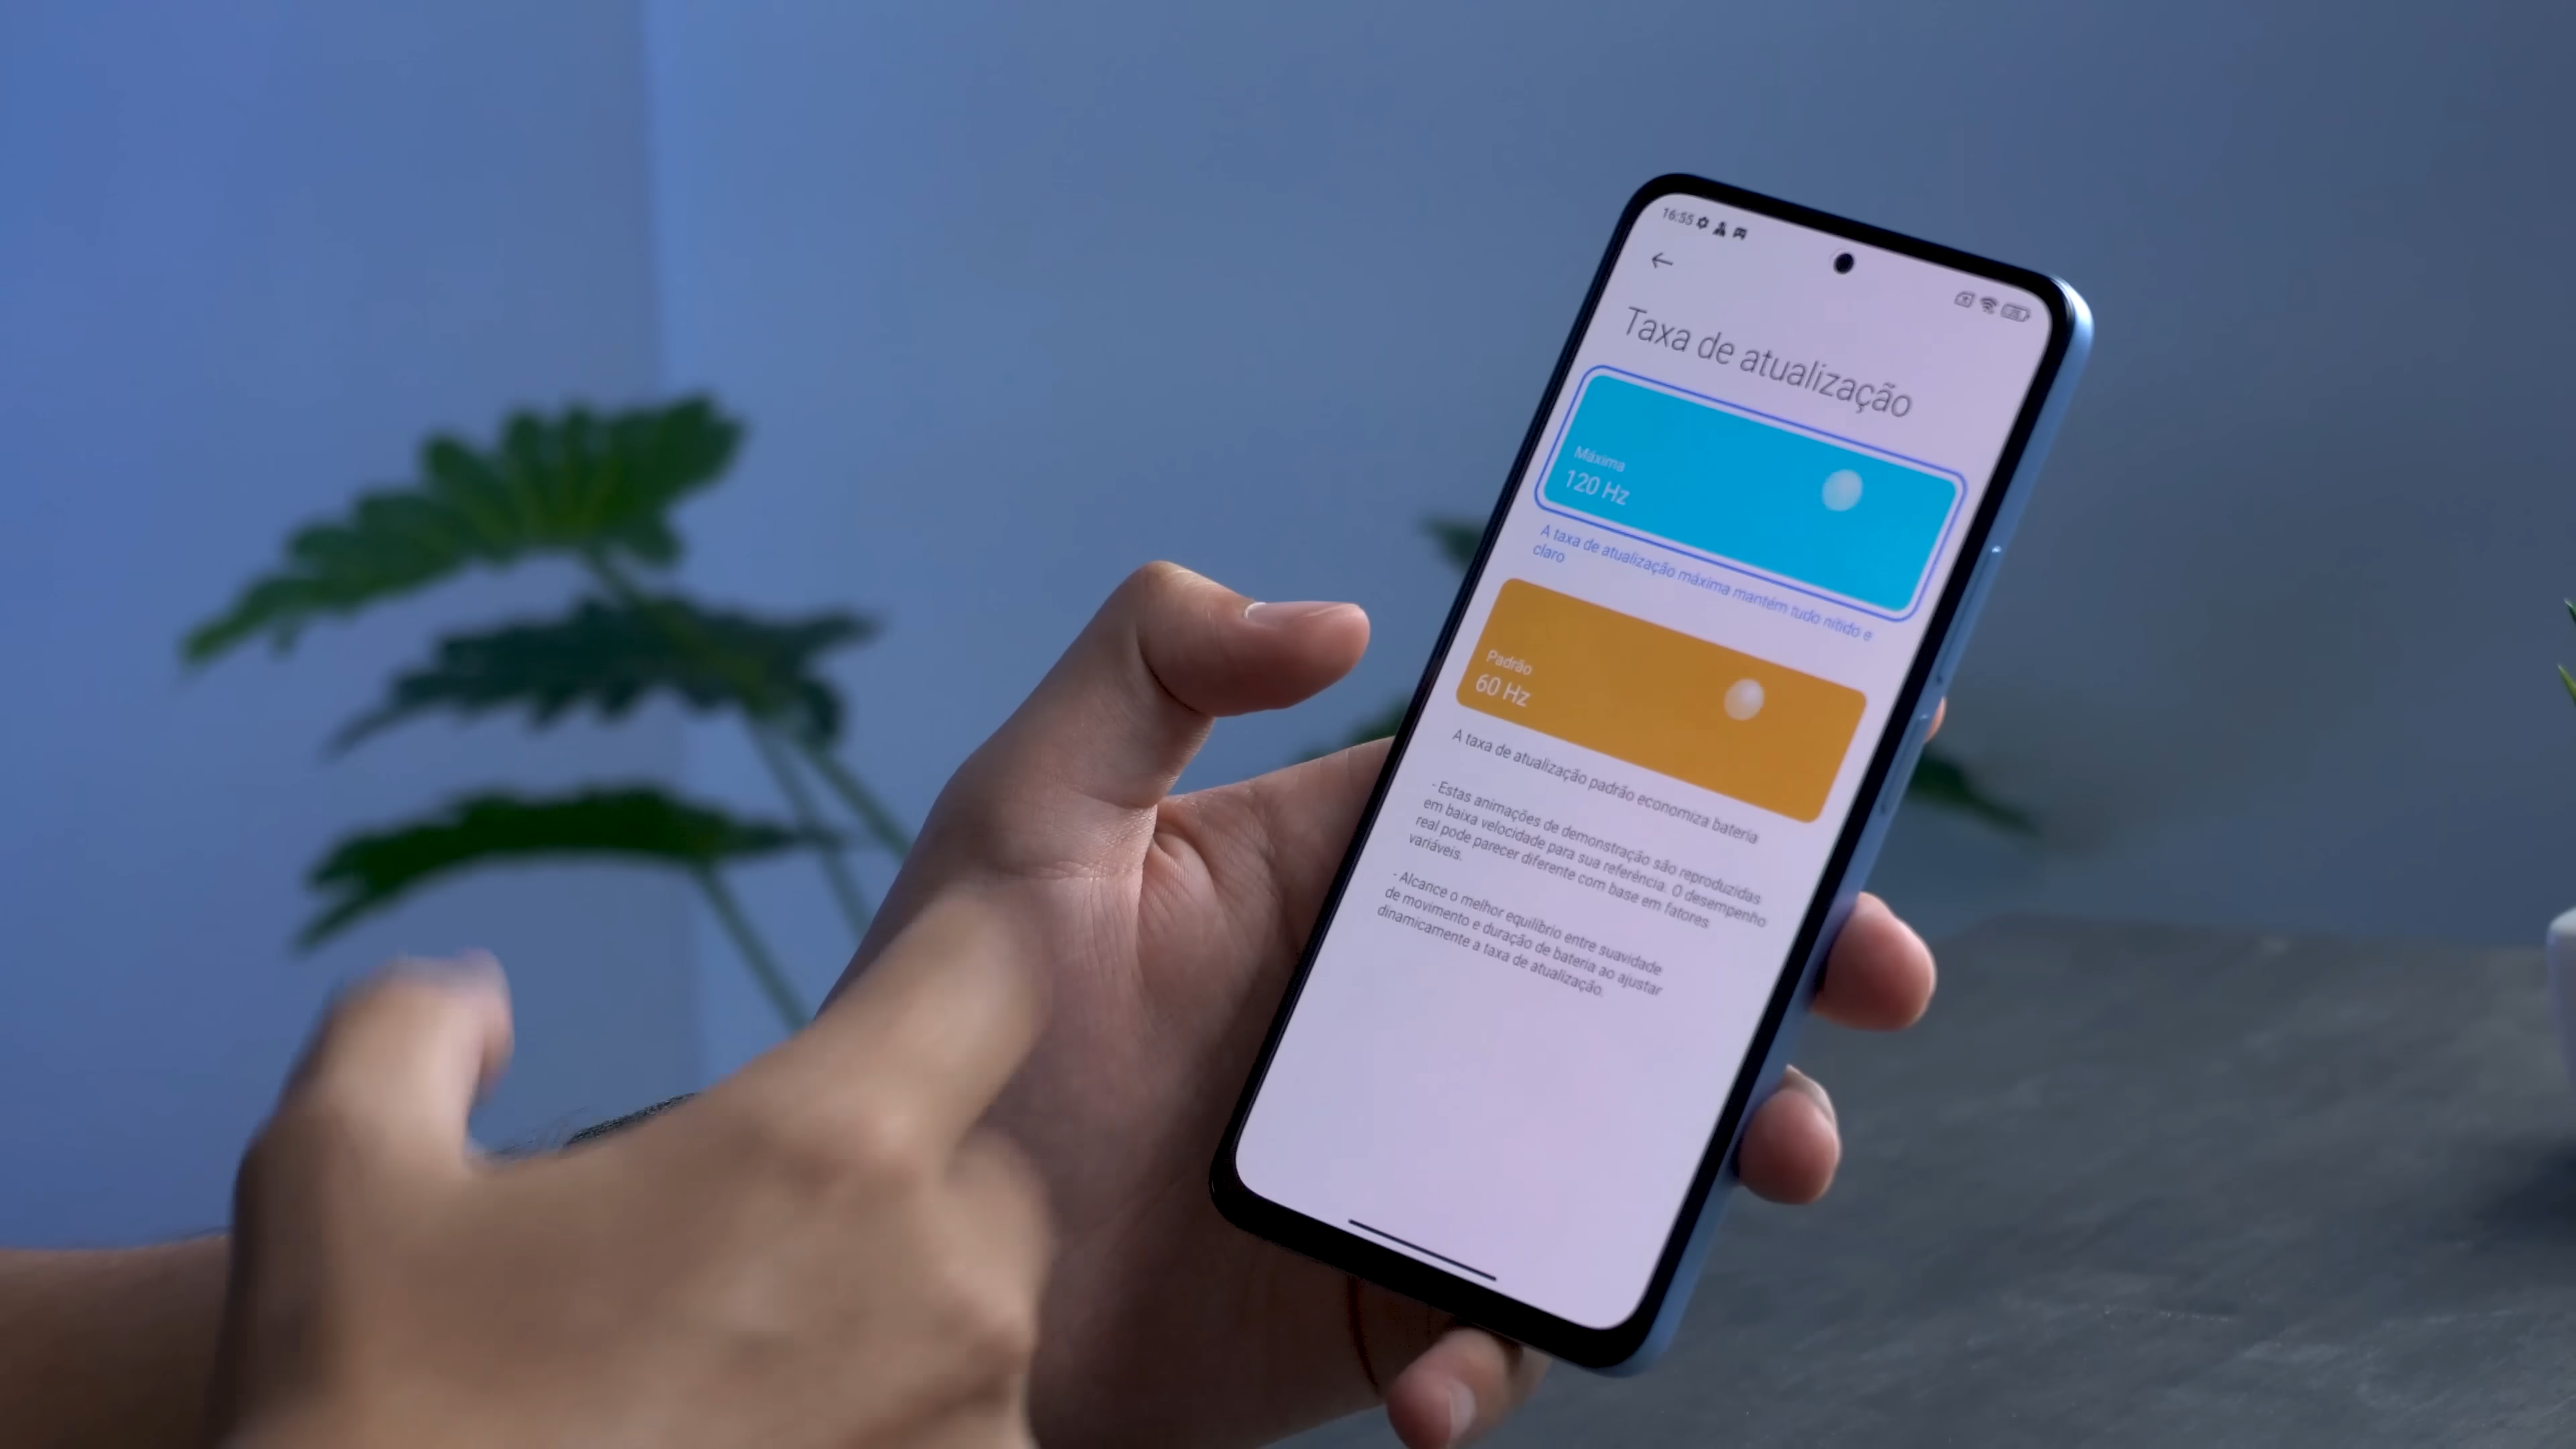 16:55
Taxa de atualização
Máxima
120 Hz
A taxa de atualização máxima mantém tudo nítido e
claro
Padrão
60 Hz
A taxa de atualização padrão economiza bateria
- Estas animações de demonstração são reproduzidas
em baixa velocidade para sua referência. O desempenho
real pode parecer diferente com base em fatores
variáveis.
- Alcance o melhor equilíbrio entre suavidade
de movimento e duração de bateria ao ajustar
dinamicamente a taxa de atualização.